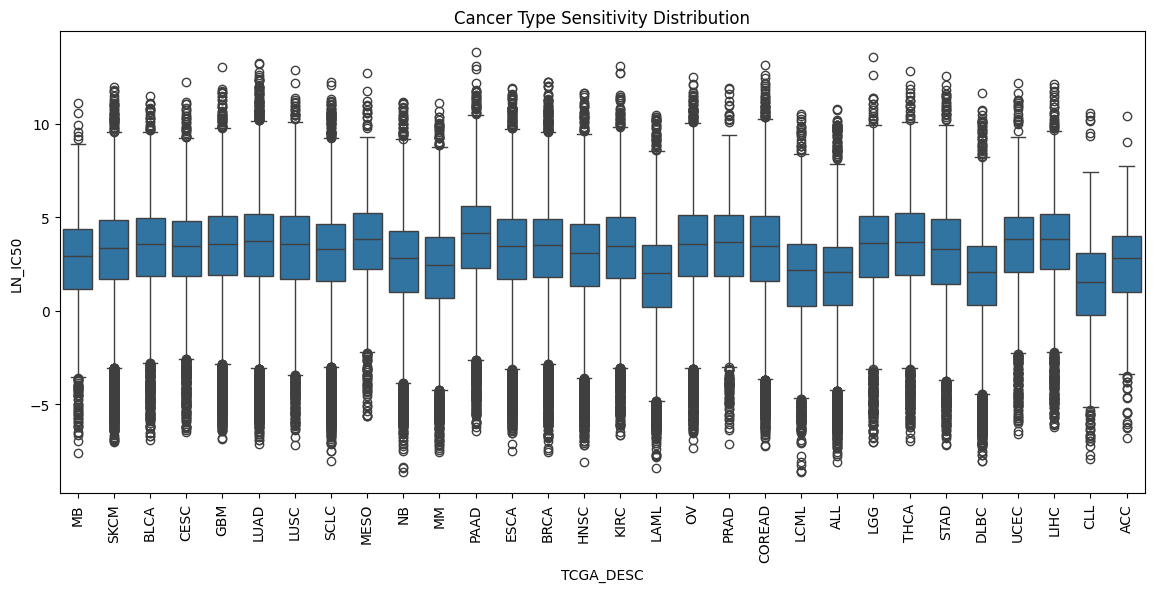 Cancer Type Sensitivity Distribution
LN_IC50
10
5
0
−5
MB
SKCM
BLCA
CESC
GBM
LUAD
LUSC
SCLC
MESO
NB
MM
PAAD
ESCA
BRCA
HNSC
KIRC
LAML
OV
PRAD
COREAD
LCML
ALL
LGG
THCA
STAD
DLBC
UCEC
LIHC
CLL
ACC
TCGA_DESC